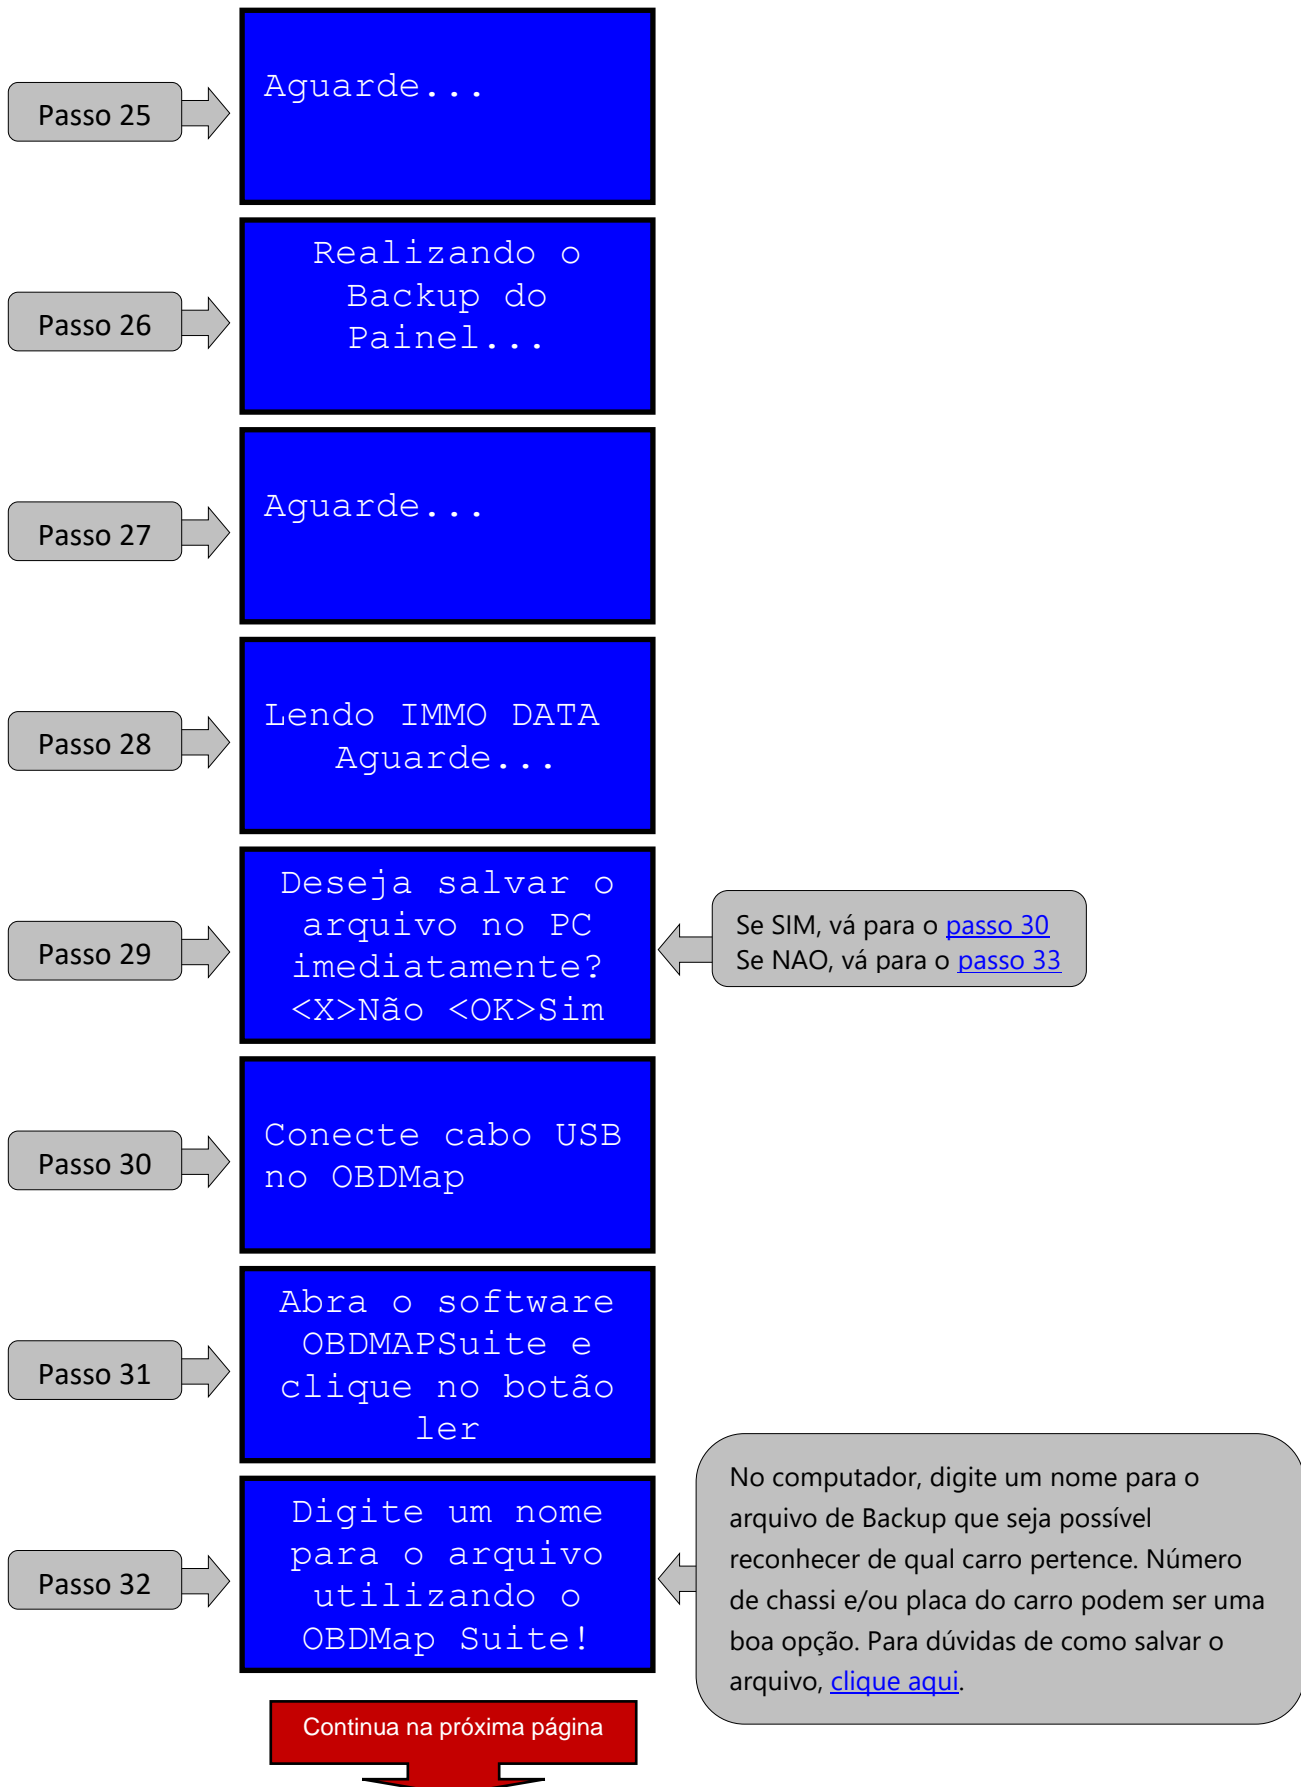 Passo 25
Aguarde...
Passo 26
Realizando o
Backup do
Painel...
Passo 27
Aguarde...
Passo 28
Lendo IMMO DATA
Aguarde...
Passo 29
Deseja salvar o
arquivo no PC
imediatamente?
<X>Não <OK>Sim
Se SIM, vá para o passo 30
Se NAO, vá para o passo 33
Passo 30
Conecte cabo USB
no OBDMap
Passo 31
Abra o software
OBDMAPSuite e
clique no botão
ler
Passo 32
Digite um nome
para o arquivo
utilizando o
OBDMap Suite!
No computador, digite um nome para o
arquivo de Backup que seja possível
reconhecer de qual carro pertence. Número
de chassi e/ou placa do carro podem ser uma
boa opção. Para dúvidas de como salvar o
arquivo, clique aqui.
Continua na próxima página